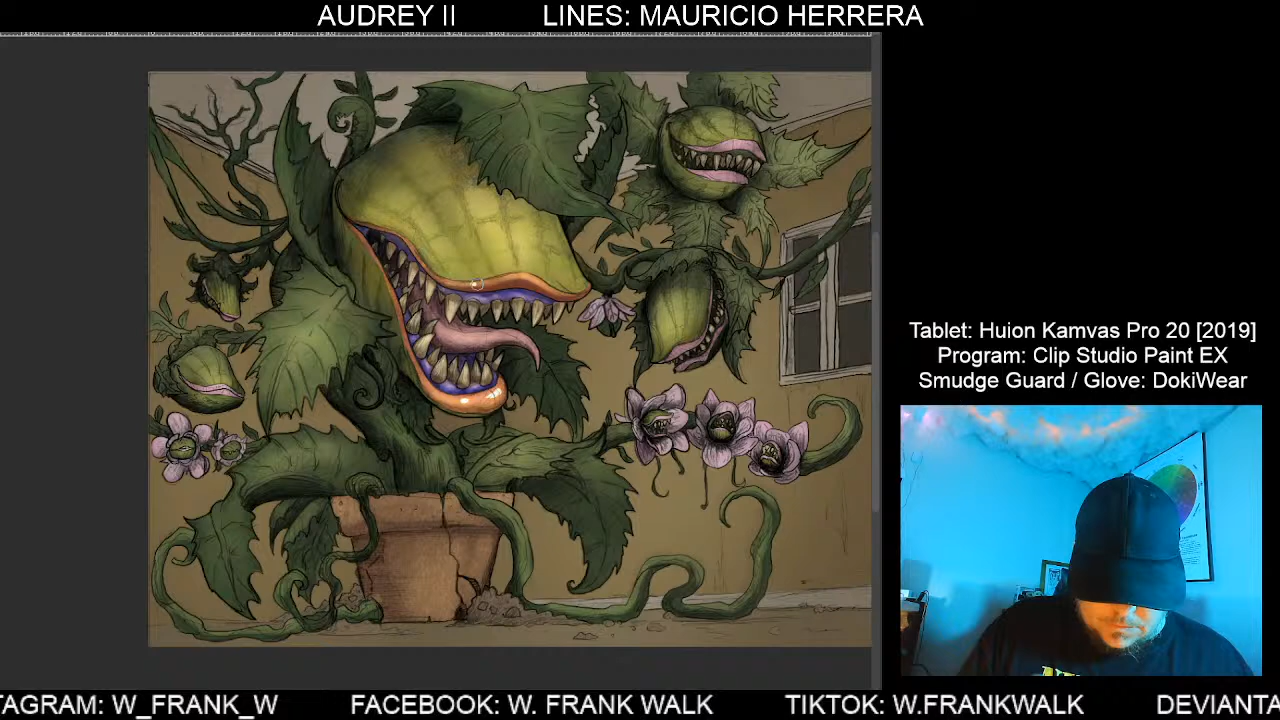 AUDREY II LINES: MAURICIO HERRERA
Tablet: Huion Kamvas Pro 20 [2019]
Program: Clip Studio Paint EX
Smudge Guard / Glove: DokiWear
TAGRAM: W_FRANK_W FACEBOOK: W. FRANK WALK TIKTOK: W.FRANKWALK DEVIANTA